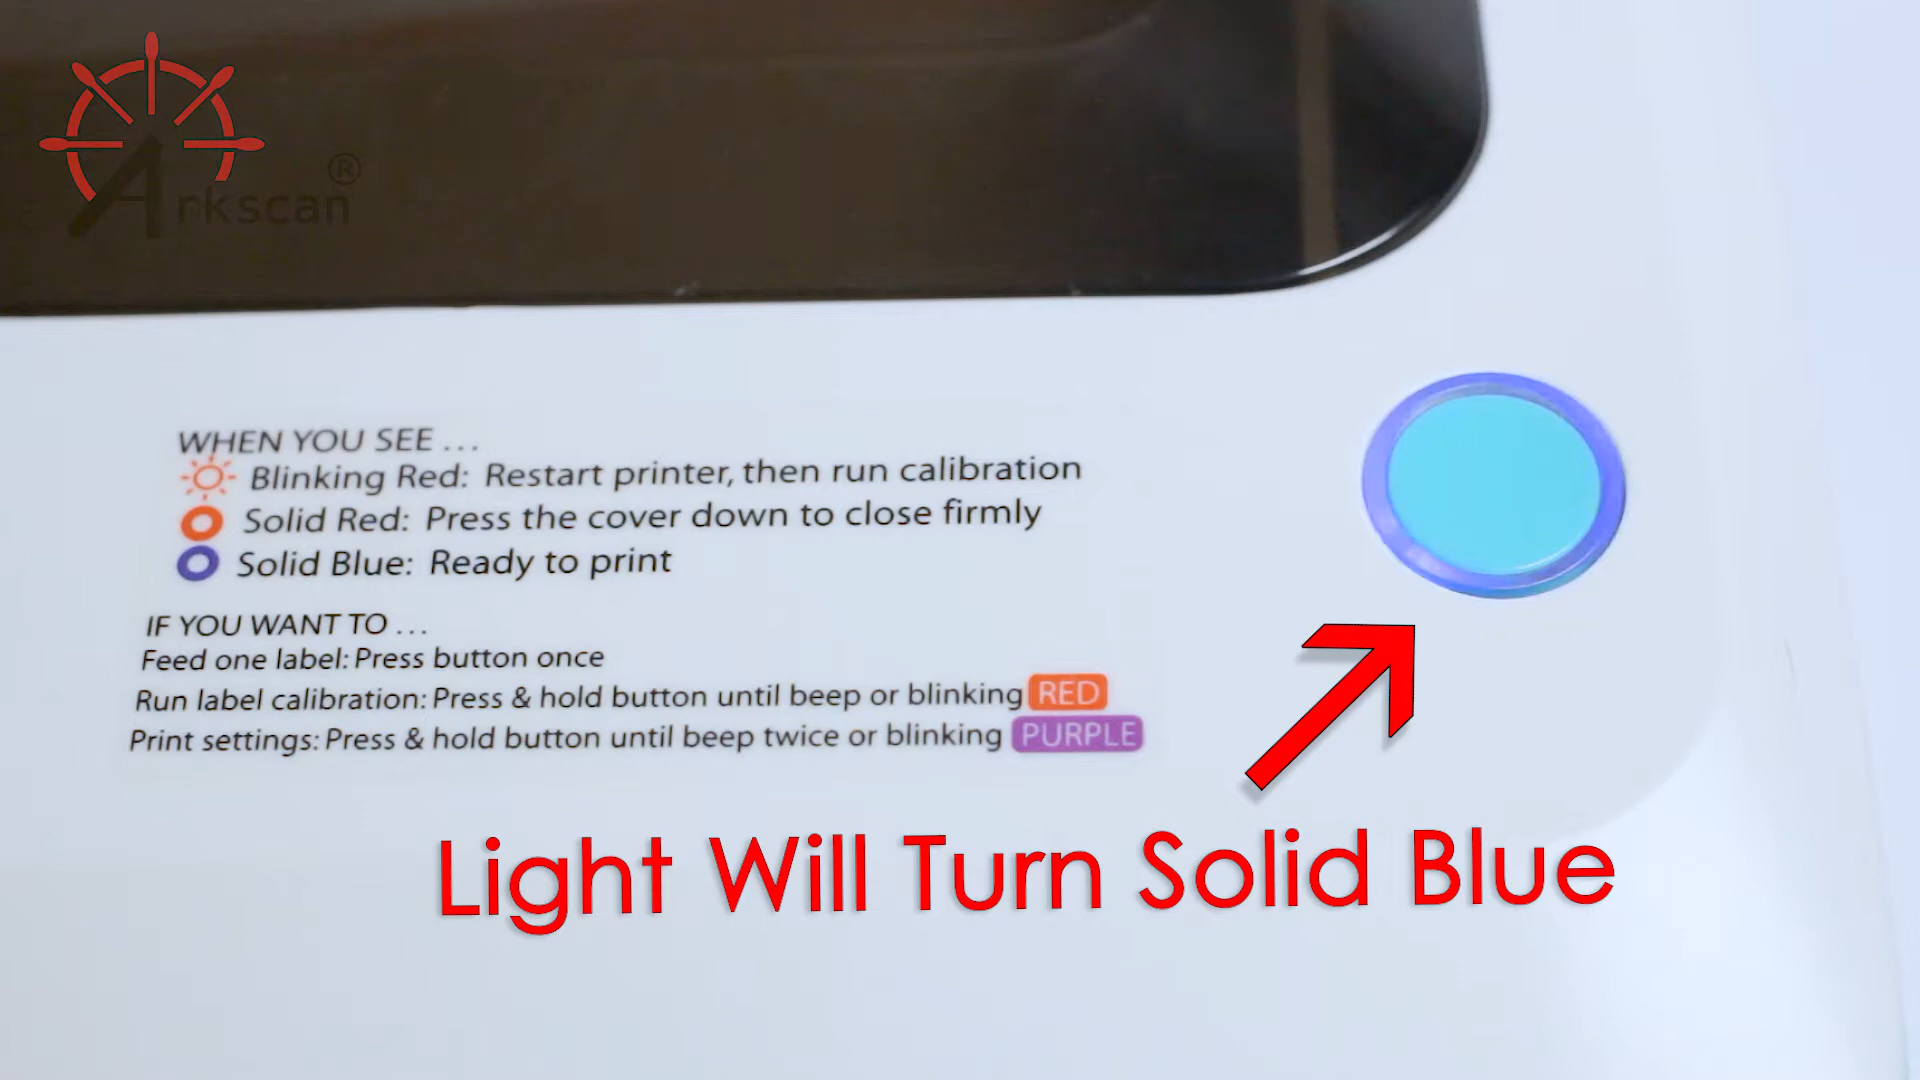 Arkscan®
WHEN YOU SEE ...
Blinking Red: Restart printer, then run calibration
Solid Red: Press the cover down to close firmly
Solid Blue: Ready to print
IF YOU WANT TO ...
Feed one label: Press button once
Run label calibration: Press & hold button until beep or blinking RED
Print settings: Press & hold button until beep twice or blinking PURPLE
Light Will Turn Solid Blue